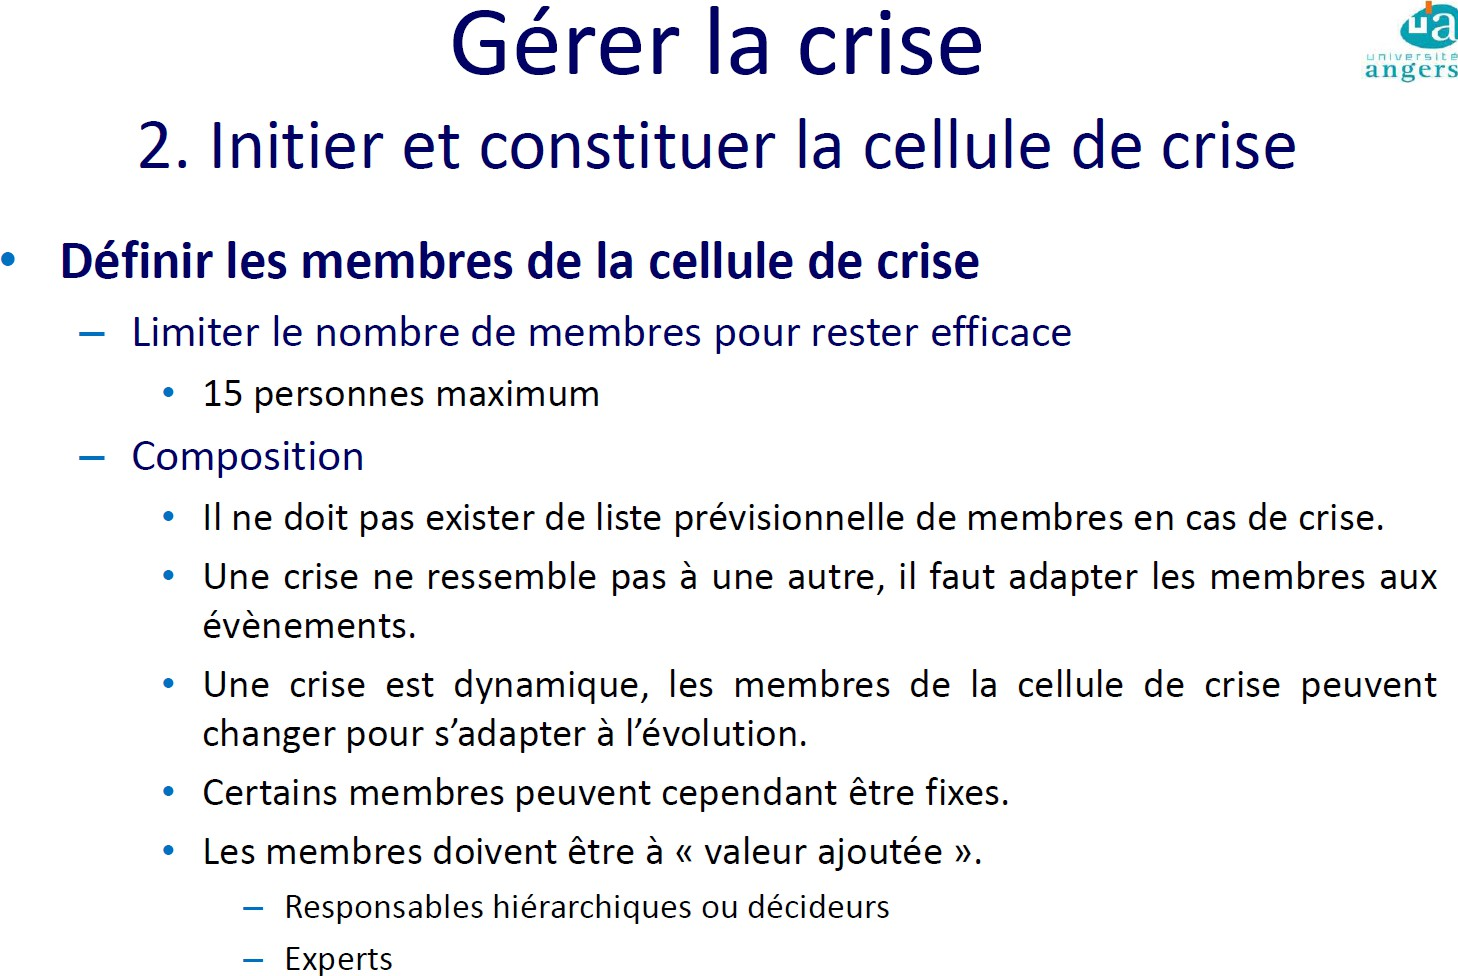 Gérer la crise
ua
université
angers
2. Initier et constituer la cellule de crise
• Définir les membres de la cellule de crise
– Limiter le nombre de membres pour rester efficace
• 15 personnes maximum
– Composition
• Il ne doit pas exister de liste prévisionnelle de membres en cas de crise.
• Une crise ne ressemble pas à une autre, il faut adapter les membres aux
évènements.
• Une crise est dynamique, les membres de la cellule de crise peuvent
changer pour s’adapter à l’évolution.
• Certains membres peuvent cependant être fixes.
• Les membres doivent être à « valeur ajoutée ».
– Responsables hiérarchiques ou décideurs
– Experts